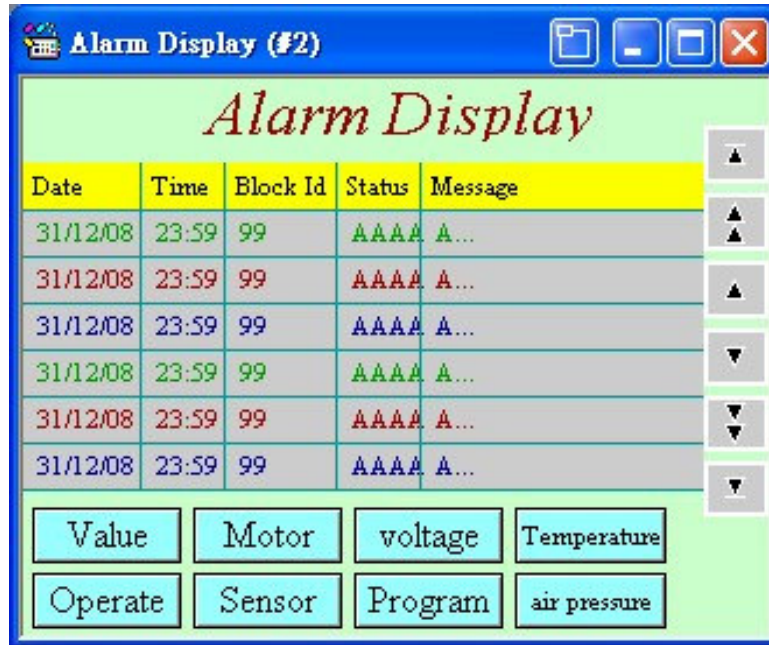 Alarm Display (#2)
Alarm Display
Date Time Block Id Status Message
31/12/08 23:59 99 AAAA A...
31/12/08 23:59 99 AAAA A...
31/12/08 23:59 99 AAAA A...
31/12/08 23:59 99 AAAA A...
31/12/08 23:59 99 AAAA A...
31/12/08 23:59 99 AAAA A...
Value Motor voltage Temperature
Operate Sensor Program air pressure